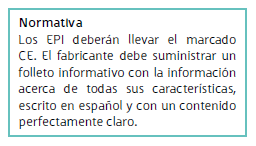 Normativa
Los EPI deberán llevar el marcado
CE. El fabricante debe suministrar un
folleto informativo con la información
acerca de todas sus características,
escrito en español y con un contenido
perfectamente claro.